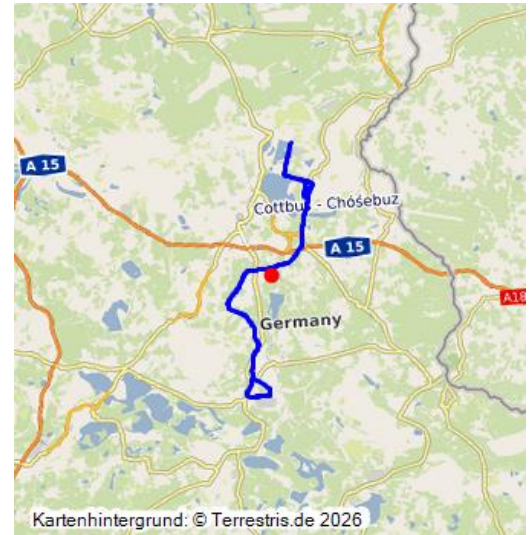 A 15
Cottbus - Chóśebuz
A 15
A18
Germany
Kartenhintergrund: © Terrestris.de 2026